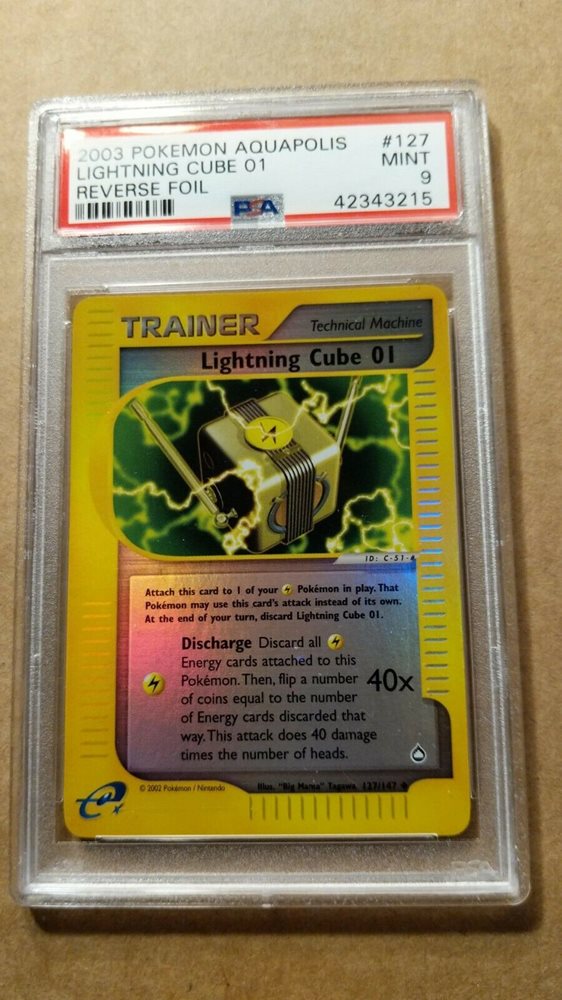 2003 POKEMON AQUAPOLIS #127
LIGHTNING CUBE 01 MINT
REVERSE FOIL 9
PSA 42343215
TRAINER Technical Machine
Lightning Cube 01
ID: C-51-
Attach this card to 1 of your Pokémon in play. That
Pokémon may use this card's attack instead of its own.
At the end of your turn, discard Lightning Cube 01.
Discharge Discard all
Energy cards attached to this
Pokémon. Then, flip a number 40x
of coins equal to the number
of Energy cards discarded that
way. This attack does 40 damage
times the number of heads.
© 2002 Pokémon / Nintendo Illus. "Big Mama" Tagawa 127/147